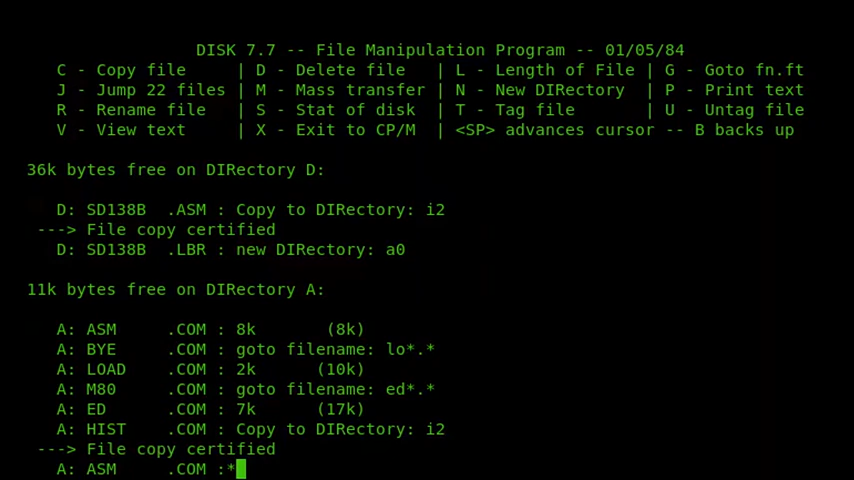 DISK 7.7 -- File Manipulation Program -- 01/05/84
C - Copy file     | D - Delete file   | L - Length of File | G - Goto fn.ft
J - Jump 22 files | M - Mass transfer | N - New DIRectory  | P - Print text
R - Rename file   | S - Stat of disk  | T - Tag file       | U - Untag file
V - View text     | X - Exit to CP/M  | <SP> advances cursor -- B backs up
36k bytes free on DIRectory D:
D: SD138B  .ASM : Copy to DIRectory: i2
---> File copy certified
D: SD138B  .LBR : new DIRectory: a0
11k bytes free on DIRectory A:
A: ASM     .COM : 8k       (8k)
A: BYE     .COM : goto filename: lo*.*
A: LOAD    .COM : 2k      (10k)
A: M80     .COM : goto filename: ed*.*
A: ED      .COM : 7k      (17k)
A: HIST    .COM : Copy to DIRectory: i2
---> File copy certified
A: ASM     .COM :*